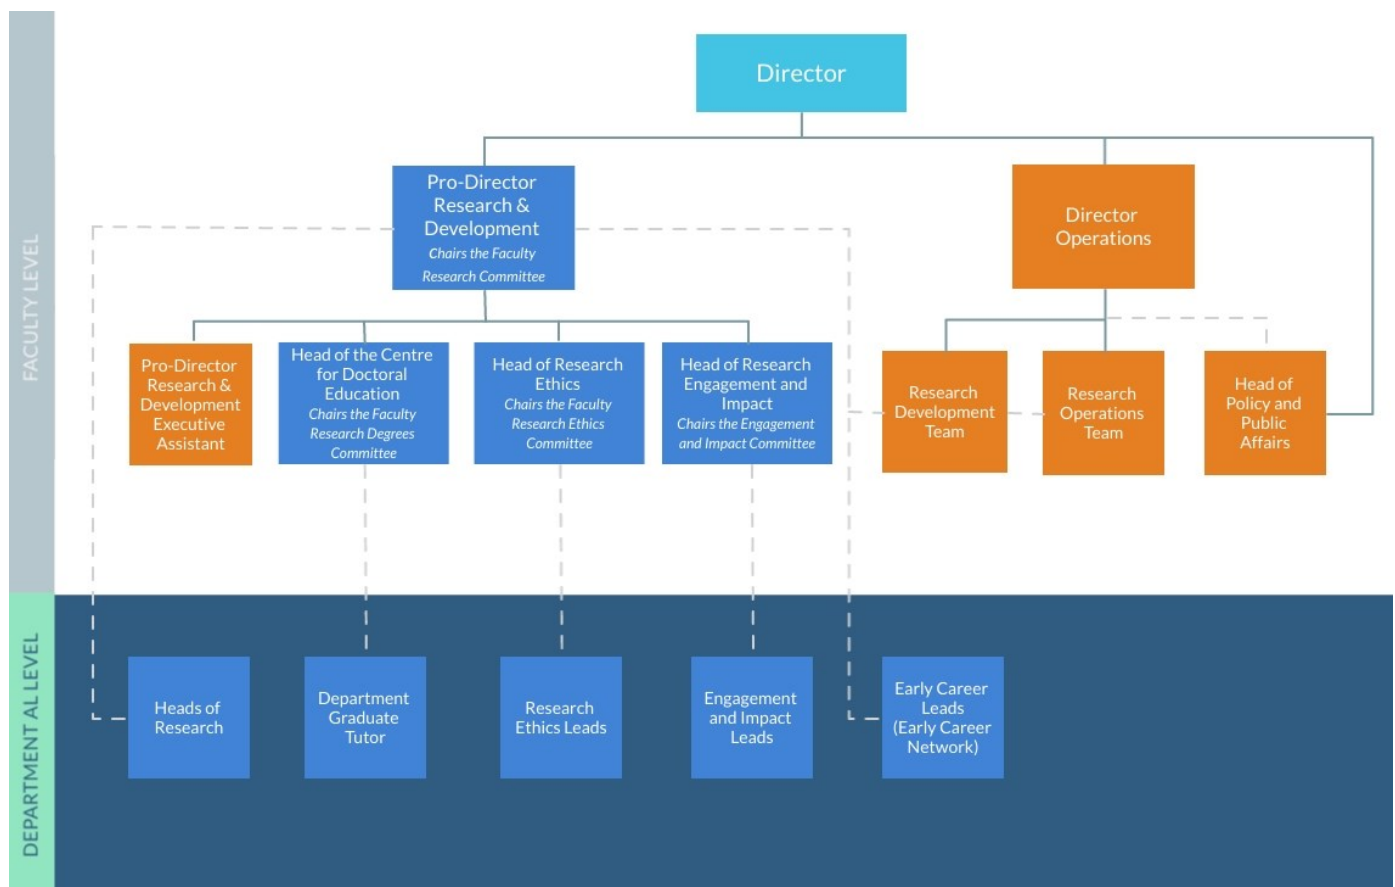 Director
Pro-Director
Research &
Development
Chairs the Faculty
Research Committee
Director
Operations
FACULTY LEVEL
Pro-Director
Research &
Development
Executive
Assistant
Head of the Centre
for Doctoral
Education
Chairs the Faculty
Research Degrees
Committee
Head of Research
Ethics
Chairs the Faculty
Research Ethics
Committee
Head of Research
Engagement and
Impact
Chairs the Engagement
and Impact Committee
Research
Development
Team
Research
Operations
Team
Head of
Policy and
Public
Affairs
DEPARTMENT AL LEVEL
Heads of
Research
Department
Graduate
Tutor
Research
Ethics Leads
Engagement
and Impact
Leads
Early Career
Leads
(Early Career
Network)